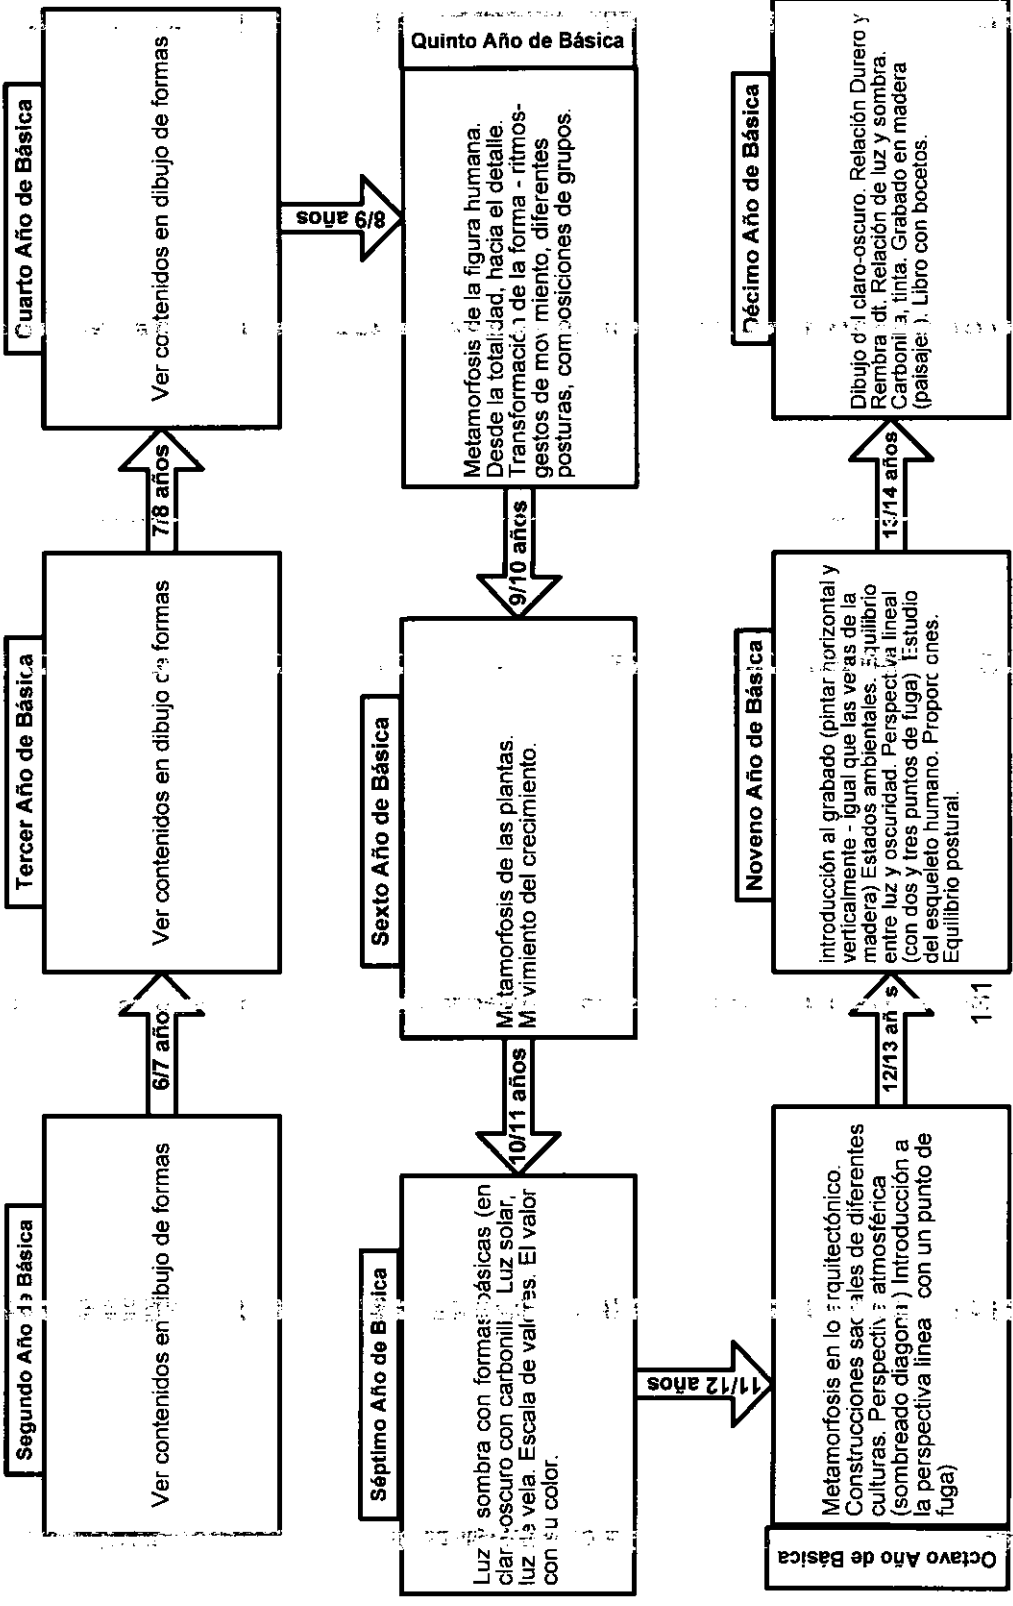 Segundo Año de Básica
Ver contenidos en dibujo de formas
6/7 años
Tercer Año de Básica
Ver contenidos en dibujo de formas
7/8 años
Cuarto Año de Básica
Ver contenidos en dibujo de formas
8/9 años
Quinto Año de Básica
Metamorfosis de la figura humana.
Desde la totalidad, hacia el detalle.
Transformación de la forma - ritmos-
gestos de movimiento, diferentes
posturas, composiciones de grupos.
9/10 años
Sexto Año de Básica
Metamorfosis de las plantas.
Movimiento del crecimiento.
10/11 años
Séptimo Año de Básica
Luz y sombra con formas básicas (en
claroscuro con carbonilla Luz solar,
luz de vela. Escala de valores. El valor
con su color.
11/12 años
Octavo Año de Básica
Metamorfosis en lo arquitectónico.
Construcciones sacrales de diferentes
culturas. Perspectiva atmosférica
(sombreado diagonal) Introducción a
la perspectiva lineal con un punto de
fuga)
12/13 años
Noveno Año de Básica
introducción al grabado (pintar horizontal y
verticalmente - igual que las vetas de la
madera) Estados ambientales. Equilibrio
entre luz y oscuridad. Perspectiva lineal
(con dos y tres puntos de fuga) Estudio
del esqueleto humano. Proporciones.
Equilibrio postural.
13/14 años
Décimo Año de Básica
Dibujo del claro-oscuro. Relación Durero y
Rembrandt. Relación de luz y sombra.
Carbonilla, tinta. Grabado en madera
(paisajes). Libro con bocetos.